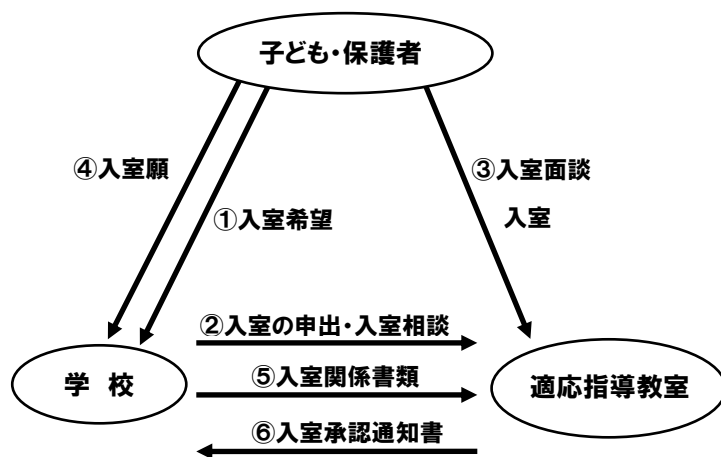 子ども・保護者
④入室願
③入室面談
①入室希望
入室
②入室の申出・入室相談
学 校
⑤入室関係書類
適応指導教室
⑥入室承認通知書